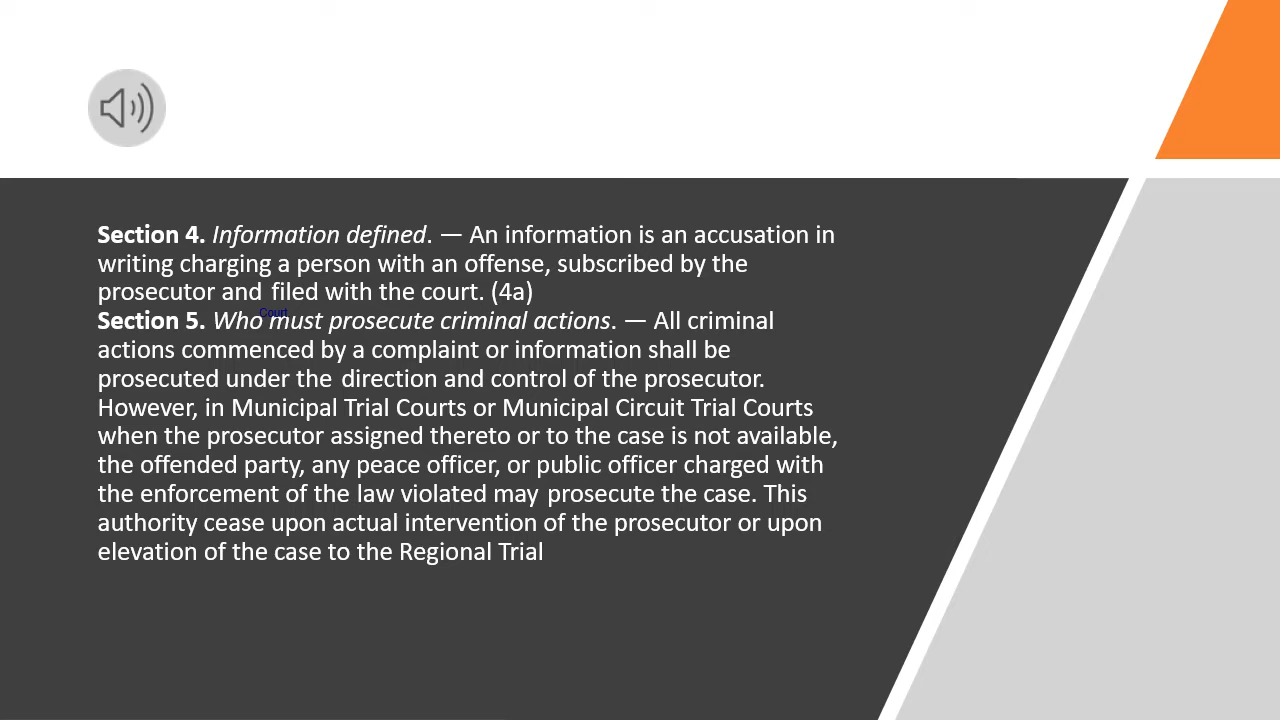 Section 4. Information defined. — An information is an accusation in
writing charging a person with an offense, subscribed by the
prosecutor and filed with the court. (4a)
Court
Section 5. Who must prosecute criminal actions. — All criminal
actions commenced by a complaint or information shall be
prosecuted under the direction and control of the prosecutor.
However, in Municipal Trial Courts or Municipal Circuit Trial Courts
when the prosecutor assigned thereto or to the case is not available,
the offended party, any peace officer, or public officer charged with
the enforcement of the law violated may prosecute the case. This
authority cease upon actual intervention of the prosecutor or upon
elevation of the case to the Regional Trial